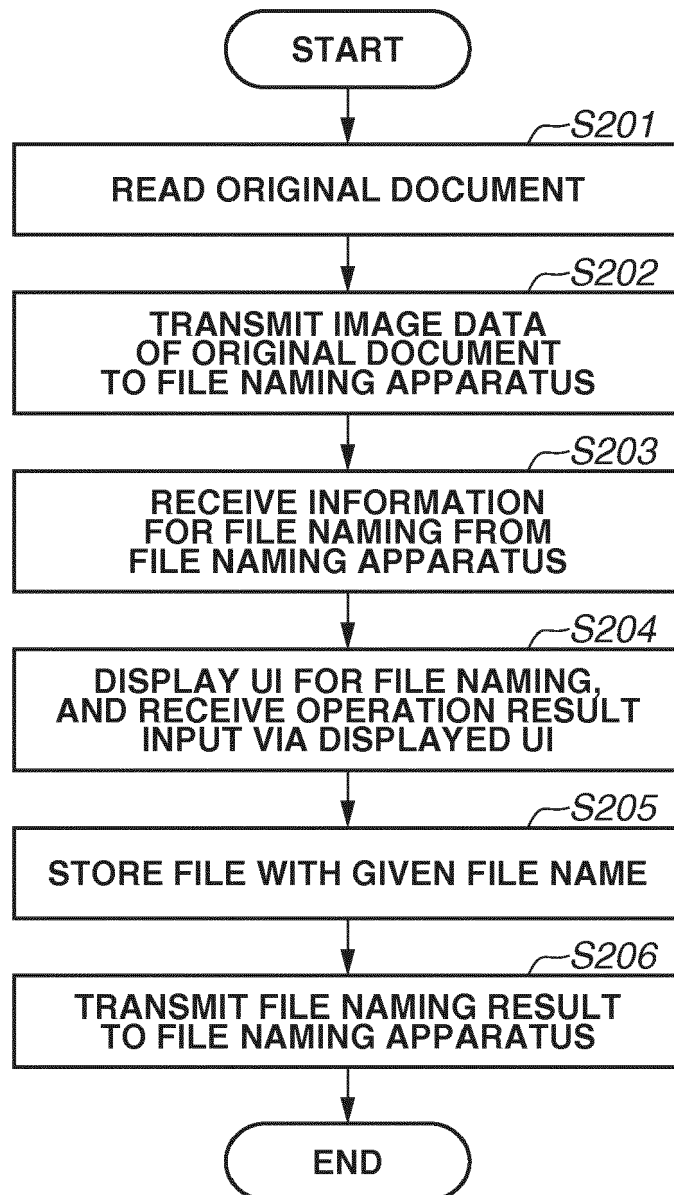 START
S201
READ ORIGINAL DOCUMENT
S202
TRANSMIT IMAGE DATA
OF ORIGINAL DOCUMENT
TO FILE NAMING APPARATUS
S203
RECEIVE INFORMATION
FOR FILE NAMING FROM
FILE NAMING APPARATUS
S204
DISPLAY UI FOR FILE NAMING,
AND RECEIVE OPERATION RESULT
INPUT VIA DISPLAYED UI
S205
STORE FILE WITH GIVEN FILE NAME
S206
TRANSMIT FILE NAMING RESULT
TO FILE NAMING APPARATUS
END